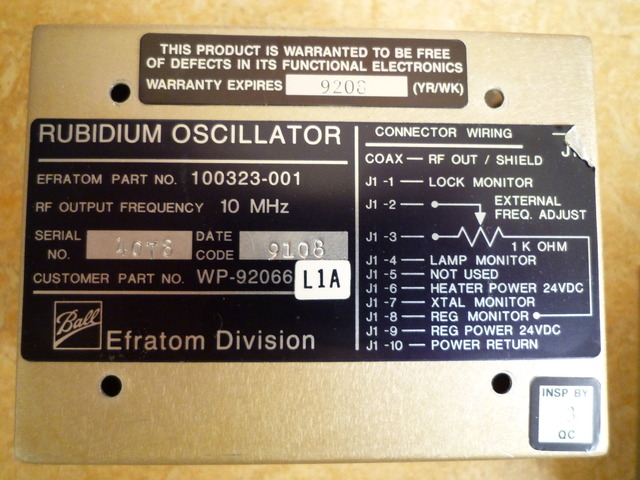 THIS PRODUCT IS WARRANTED TO BE FREE
OF DEFECTS IN ITS FUNCTIONAL ELECTRONICS
WARRANTY EXPIRES 9208 (YR/WK)
RUBIDIUM OSCILLATOR
EFRATOM PART NO. 100323-001
RF OUTPUT FREQUENCY 10 MHz
SERIAL NO. DATE CODE 9108
CUSTOMER PART NO. WP-92066 L1A
Ball Efratom Division
CONNECTOR WIRING
COAX — RF OUT / SHIELD
J1 -1 — LOCK MONITOR
J1 -2 — EXTERNAL FREQ. ADJUST
J1 -3 — 1 K OHM
J1 -4 — LAMP MONITOR
J1 -5 — NOT USED
J1 -6 — HEATER POWER 24VDC
J1 -7 — XTAL MONITOR
J1 -8 — REG MONITOR
J1 -9 — REG POWER 24VDC
J1 -10 — POWER RETURN
INSP BY
QC